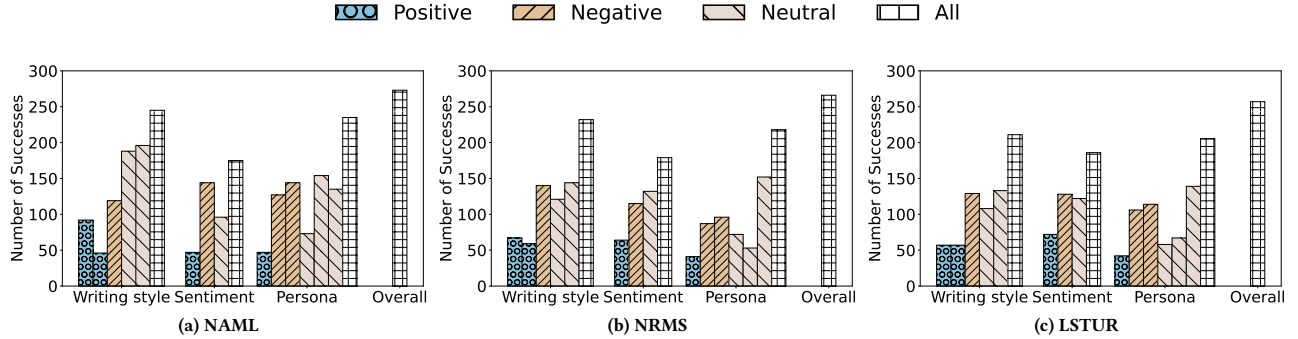 Positive Negative Neutral All
Number of Successes
300
250
200
150
100
50
0
Writing style Sentiment Persona Overall
(a) NAML
Number of Successes
300
250
200
150
100
50
0
Writing style Sentiment Persona Overall
(b) NRMS
Number of Successes
300
250
200
150
100
50
0
Writing style Sentiment Persona Overall
(c) LSTUR